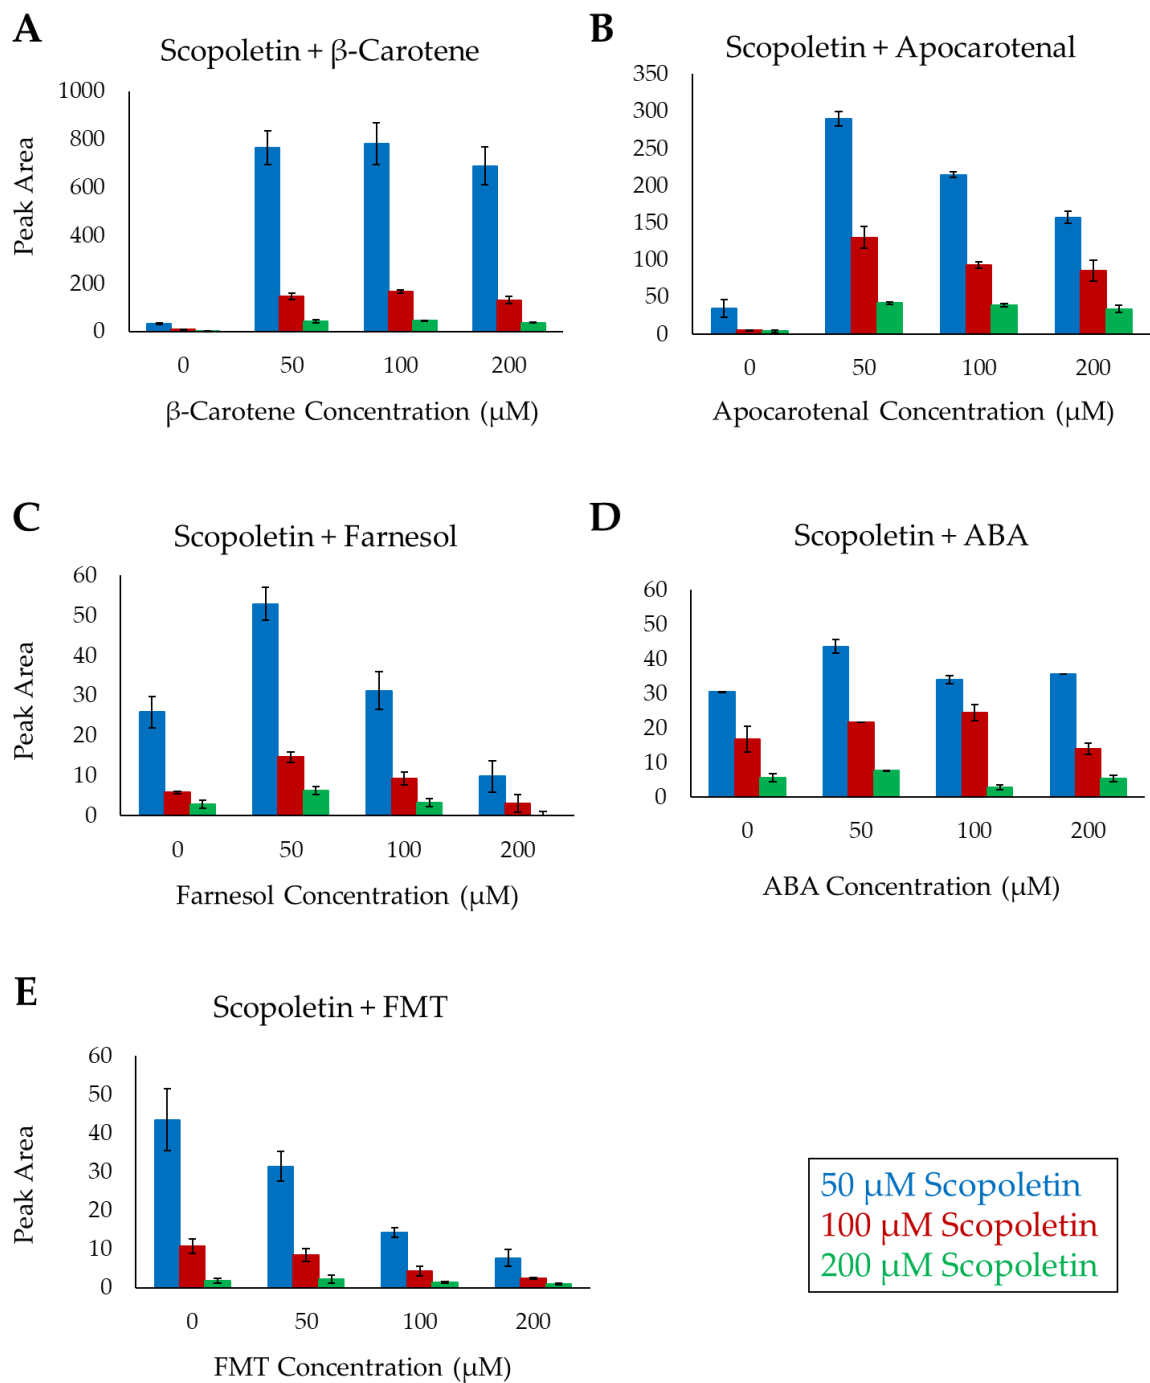 A
Scopoletin + β-Carotene
Peak Area
1000
800
600
400
200
0
0 50 100 200
β-Carotene Concentration (µM)
B
Scopoletin + Apocarotenal
350
300
250
200
150
100
50
0
0 50 100 200
Apocarotenal Concentration (µM)
C
Scopoletin + Farnesol
Peak Area
60
50
40
30
20
10
0
0 50 100 200
Farnesol Concentration (µM)
D
Scopoletin + ABA
60
50
40
30
20
10
0
0 50 100 200
ABA Concentration (µM)
E
Scopoletin + FMT
Peak Area
60
50
40
30
20
10
0
0 50 100 200
FMT Concentration (µM)
50 µM Scopoletin
100 µM Scopoletin
200 µM Scopoletin